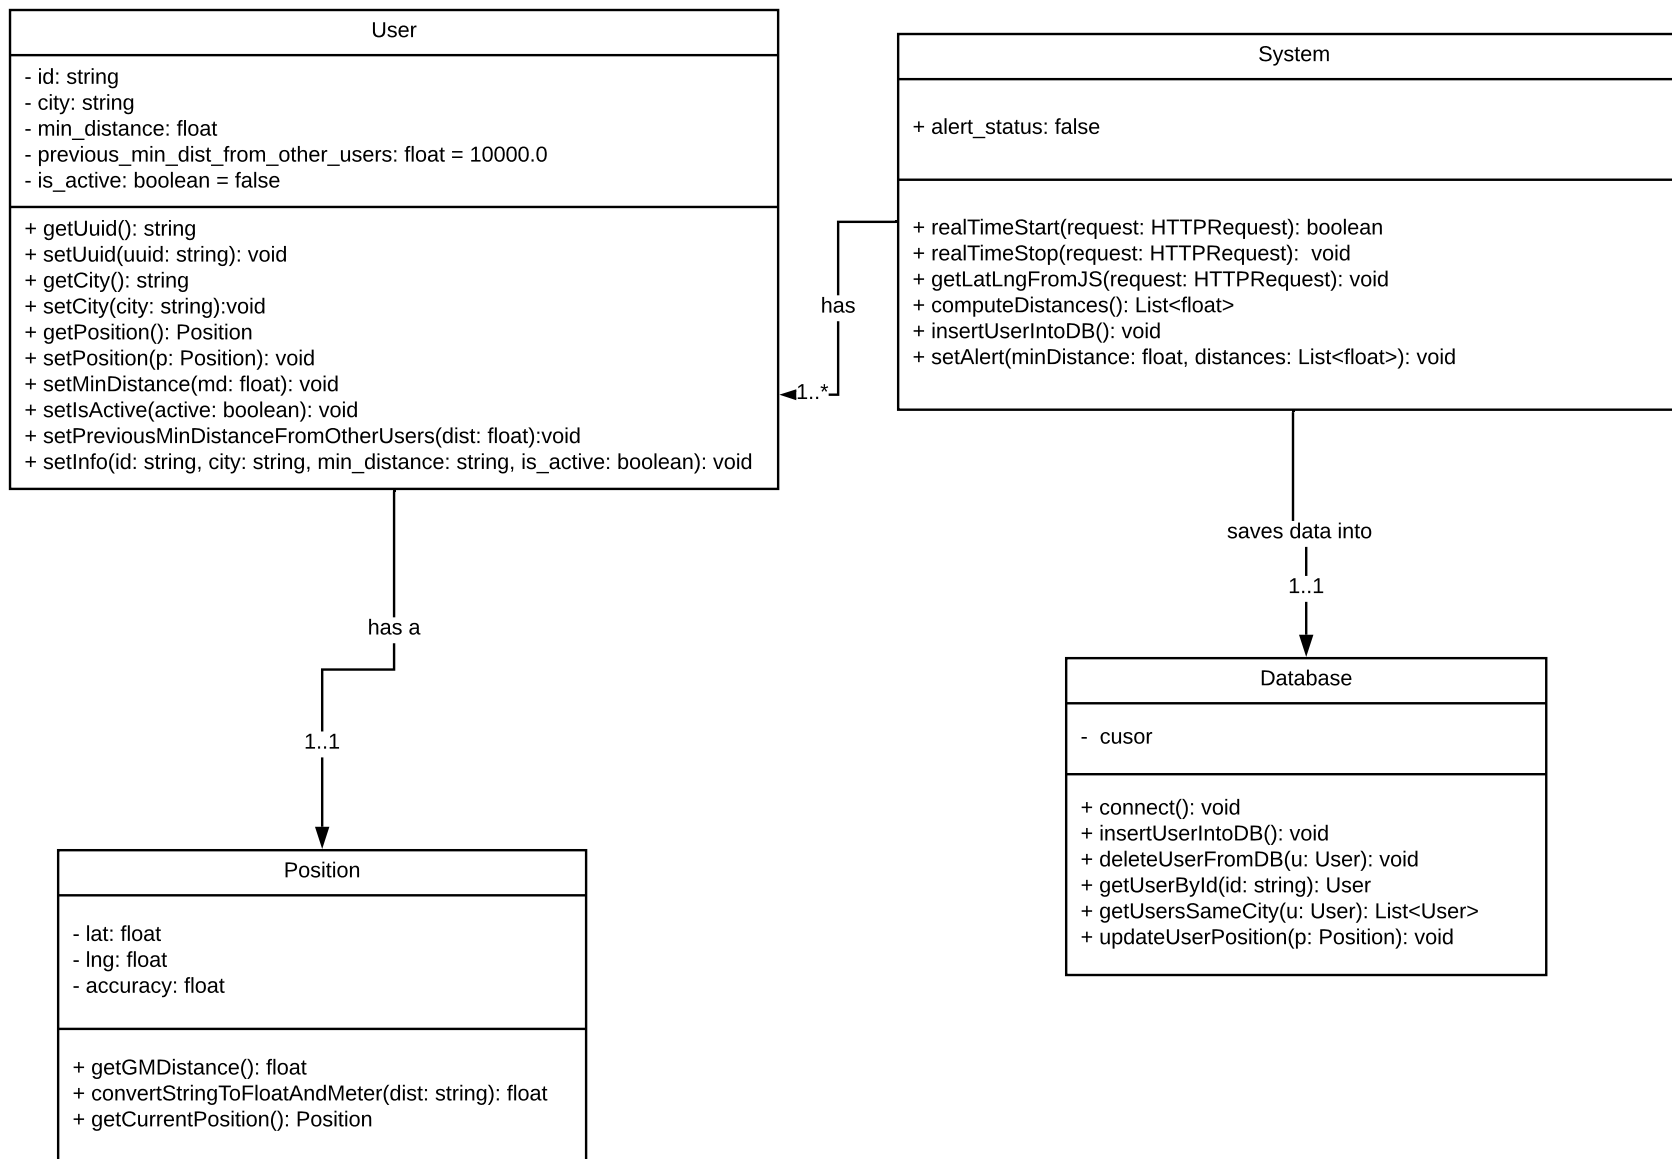 User
- id: string
- city: string
- min_distance: float
- previous_min_dist_from_other_users: float = 10000.0
- is_active: boolean = false
+ getUuid(): string
+ setUuid(uuid: string): void
+ getCity(): string
+ setCity(city: string):void
+ getPosition(): Position
+ setPosition(p: Position): void
+ setMinDistance(md: float): void
+ setIsActive(active: boolean): void
+ setPreviousMinDistanceFromOtherUsers(dist: float):void
+ setInfo(id: string, city: string, min_distance: string, is_active: boolean): void
System
+ alert_status: false
+ realTimeStart(request: HTTPRequest): boolean
+ realTimeStop(request: HTTPRequest):  void
+ getLatLngFromJS(request: HTTPRequest): void
+ computeDistances(): List<float>
+ insertUserIntoDB(): void
+ setAlert(minDistance: float, distances: List<float>): void
has
1..*
has a
1..1
saves data into
1..1
Position
- lat: float
- lng: float
- accuracy: float
+ getGMDistance(): float
+ convertStringToFloatAndMeter(dist: string): float
+ getCurrentPosition(): Position
Database
-  cusor
+ connect(): void
+ insertUserIntoDB(): void
+ deleteUserFromDB(u: User): void
+ getUserById(id: string): User
+ getUsersSameCity(u: User): List<User>
+ updateUserPosition(p: Position): void